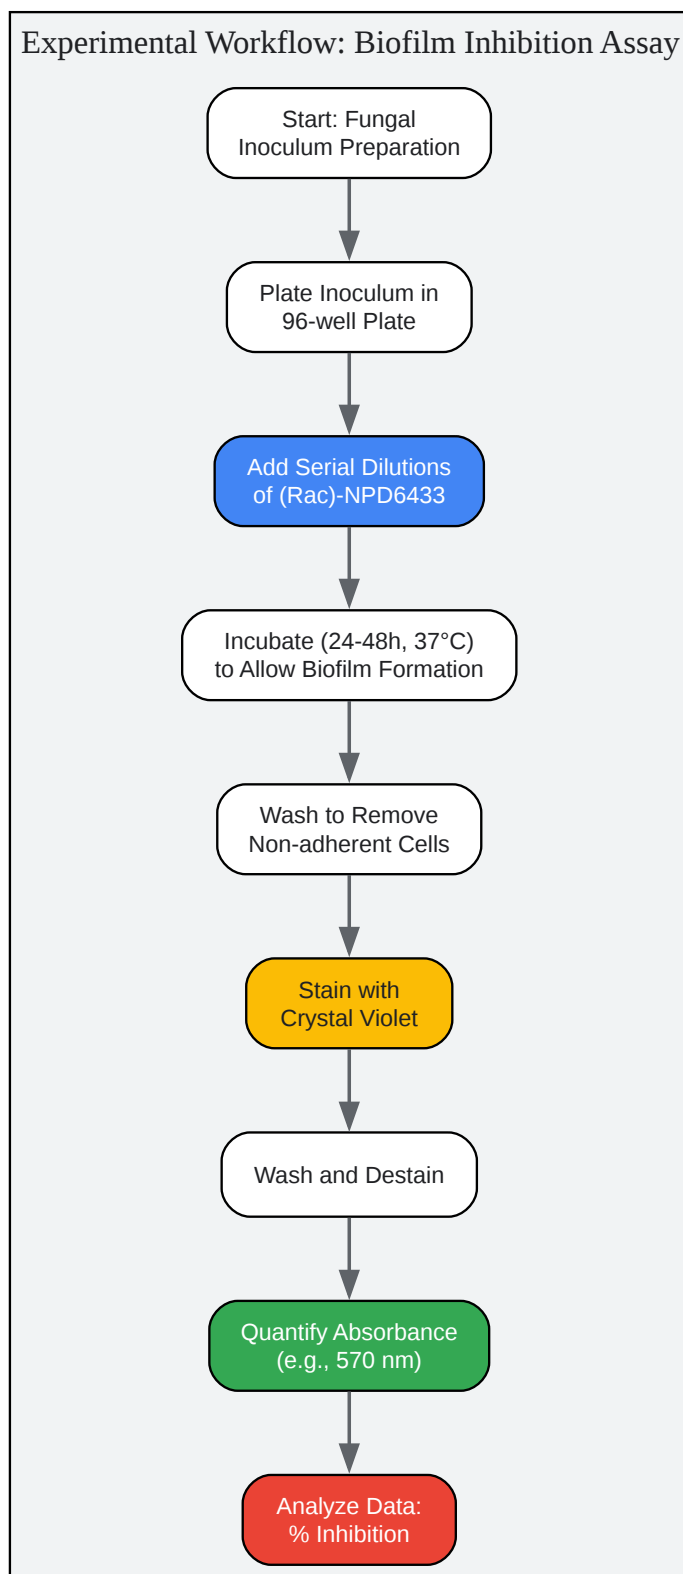 Experimental Workflow: Biofilm Inhibition Assay
Start: Fungal
Inoculum Preparation
Plate Inoculum in
96-well Plate
Add Serial Dilutions
of (Rac)-NPD6433
Incubate (24-48h, 37°C)
to Allow Biofilm Formation
Wash to Remove
Non-adherent Cells
Stain with
Crystal Violet
Wash and Destain
Quantify Absorbance
(e.g., 570 nm)
Analyze Data:
% Inhibition